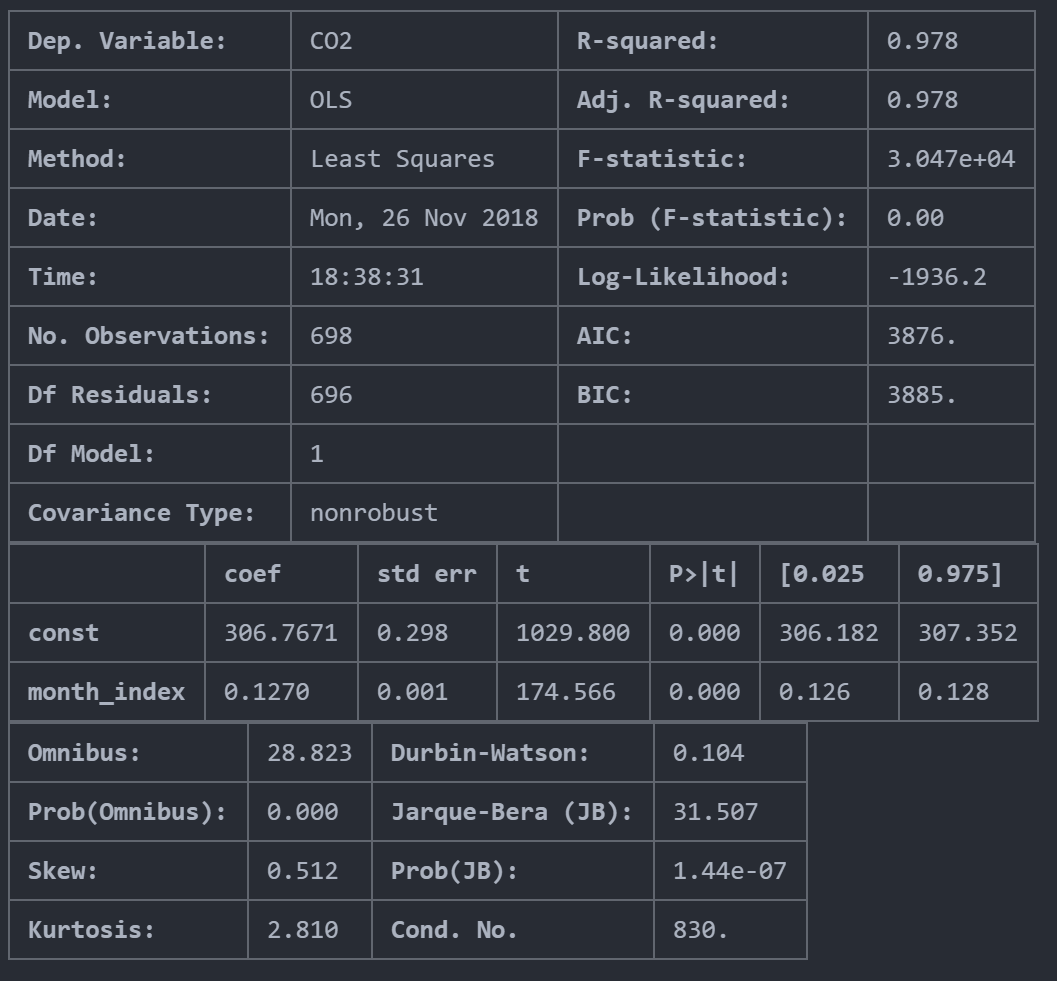 Dep. Variable: CO2 R-squared: 0.978
Model: OLS Adj. R-squared: 0.978
Method: Least Squares F-statistic: 3.047e+04
Date: Mon, 26 Nov 2018 Prob (F-statistic): 0.00
Time: 18:38:31 Log-Likelihood: -1936.2
No. Observations: 698 AIC: 3876.
Df Residuals: 696 BIC: 3885.
Df Model: 1
Covariance Type: nonrobust
coef std err t P>|t| [0.025 0.975]
const 306.7671 0.298 1029.800 0.000 306.182 307.352
month_index 0.1270 0.001 174.566 0.000 0.126 0.128
Omnibus: 28.823 Durbin-Watson: 0.104
Prob(Omnibus): 0.000 Jarque-Bera (JB): 31.507
Skew: 0.512 Prob(JB): 1.44e-07
Kurtosis: 2.810 Cond. No. 830.